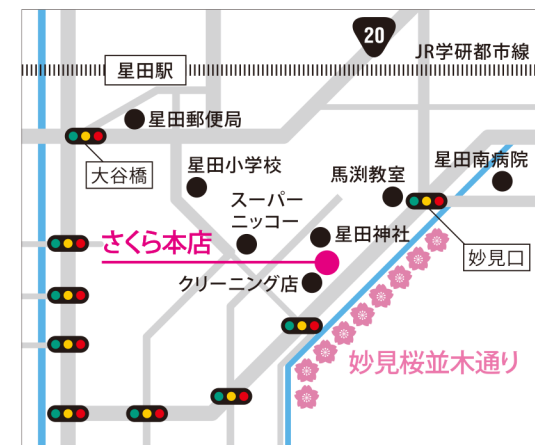 20
JR学研都市線
星田駅
星田郵便局
大谷橋
星田小学校
馬渕教室
星田南病院
スーパー
ニッコー
さくら本店
星田神社
妙見口
クリーニング店
妙見桜並木通り